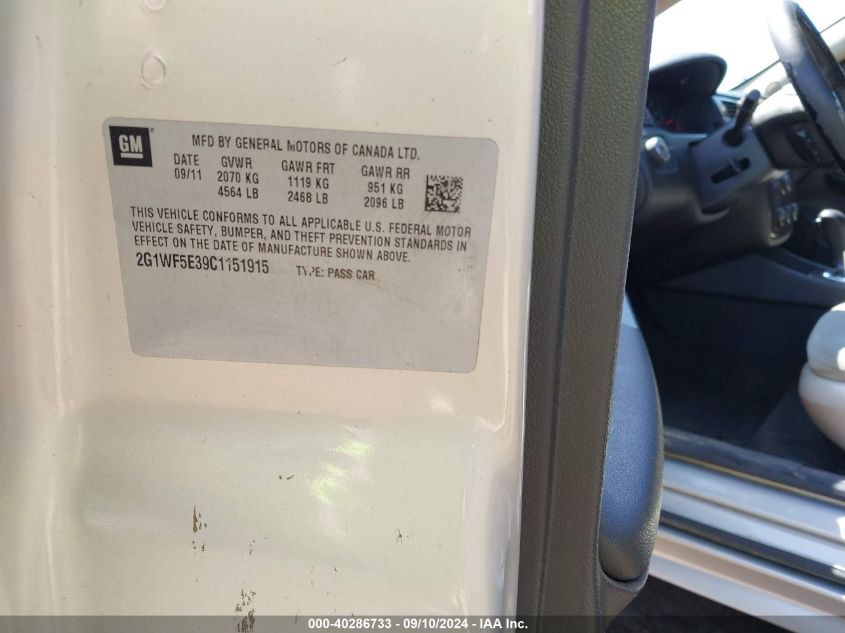 GM
MFD BY GENERAL MOTORS OF CANADA LTD.
DATE GVWR GAWR FRT GAWR RR
09/11 2070 KG 1119 KG 951 KG
4564 LB 2468 LB 2096 LB
THIS VEHICLE CONFORMS TO ALL APPLICABLE U.S. FEDERAL MOTOR
VEHICLE SAFETY, BUMPER, AND THEFT PREVENTION STANDARDS IN
EFFECT ON THE DATE OF MANUFACTURE SHOWN ABOVE.
2G1WF5E39C1151915 TYPE: PASS CAR
000-40286733 - 09/10/2024 - IAA Inc.